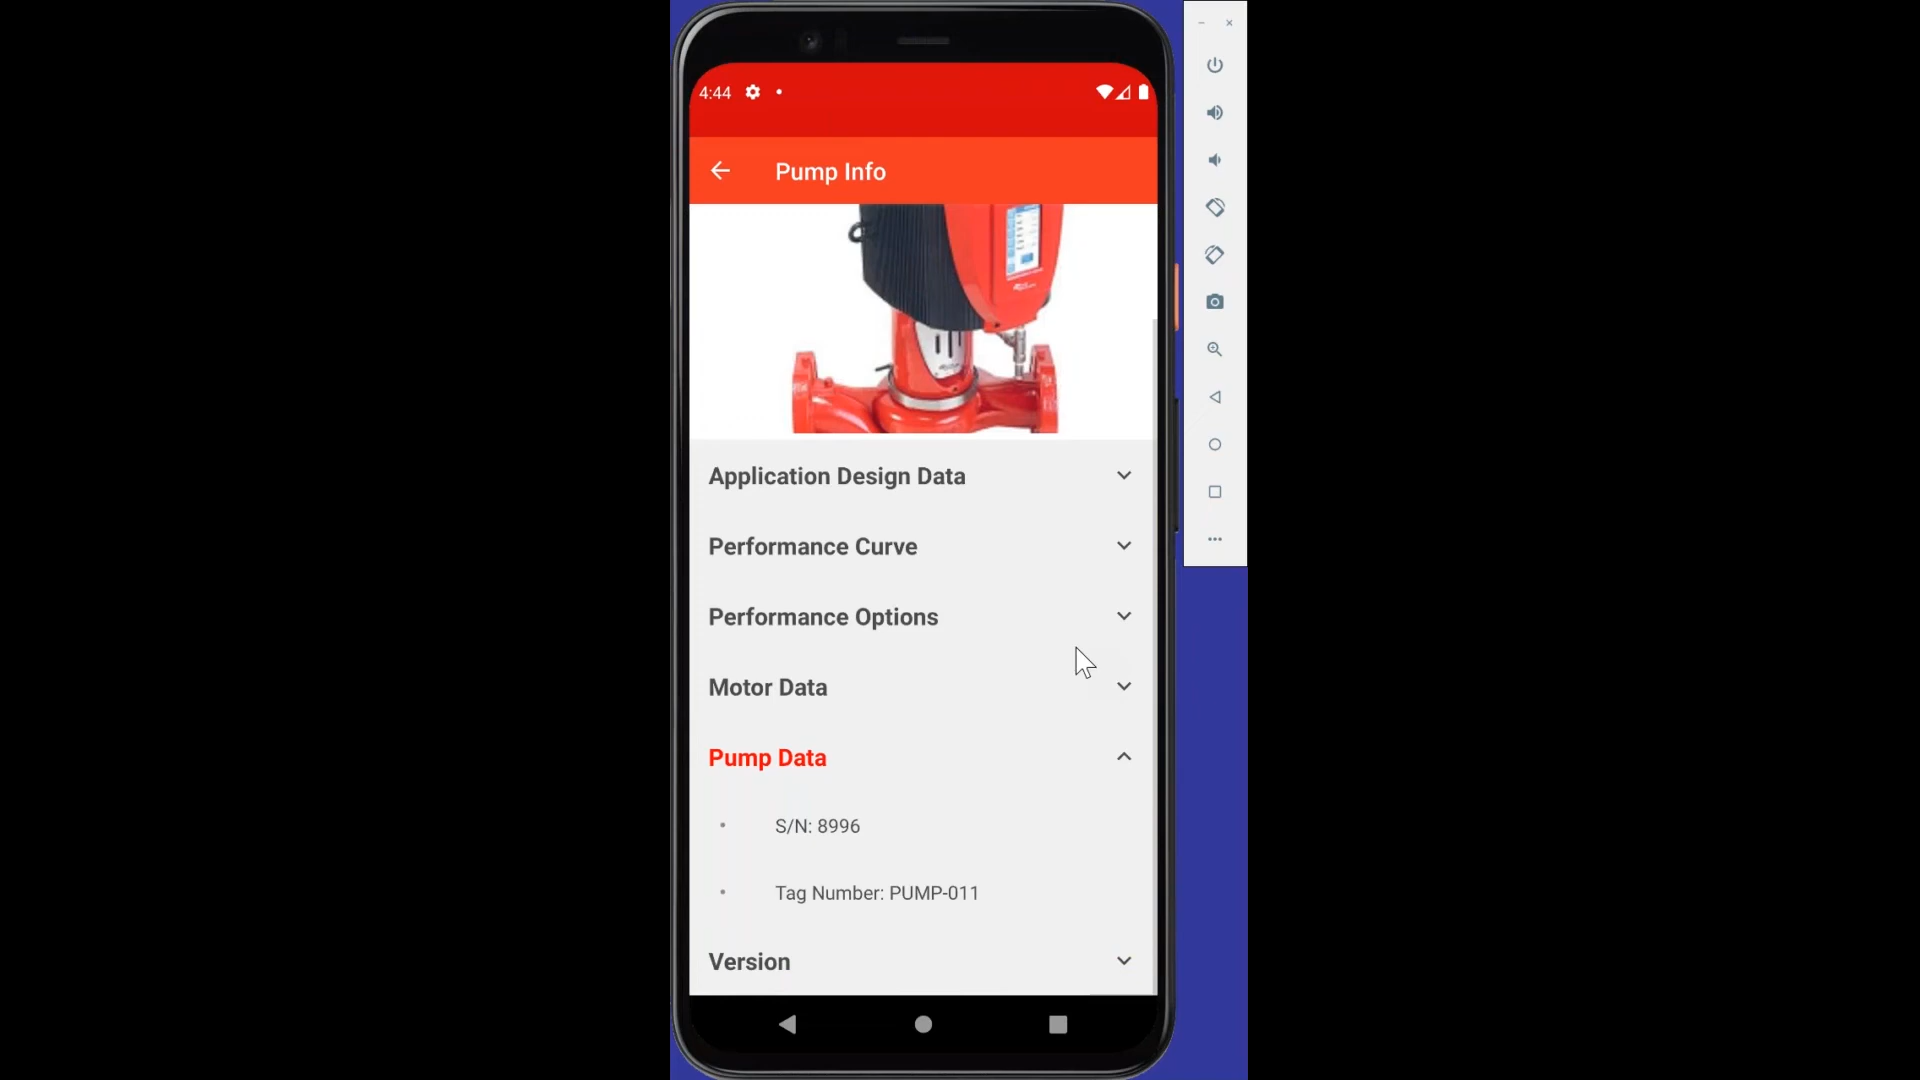 4:44
Pump Info
Application Design Data
Performance Curve
Performance Options
Motor Data
Pump Data
• S/N: 8996
• Tag Number: PUMP-011
Version